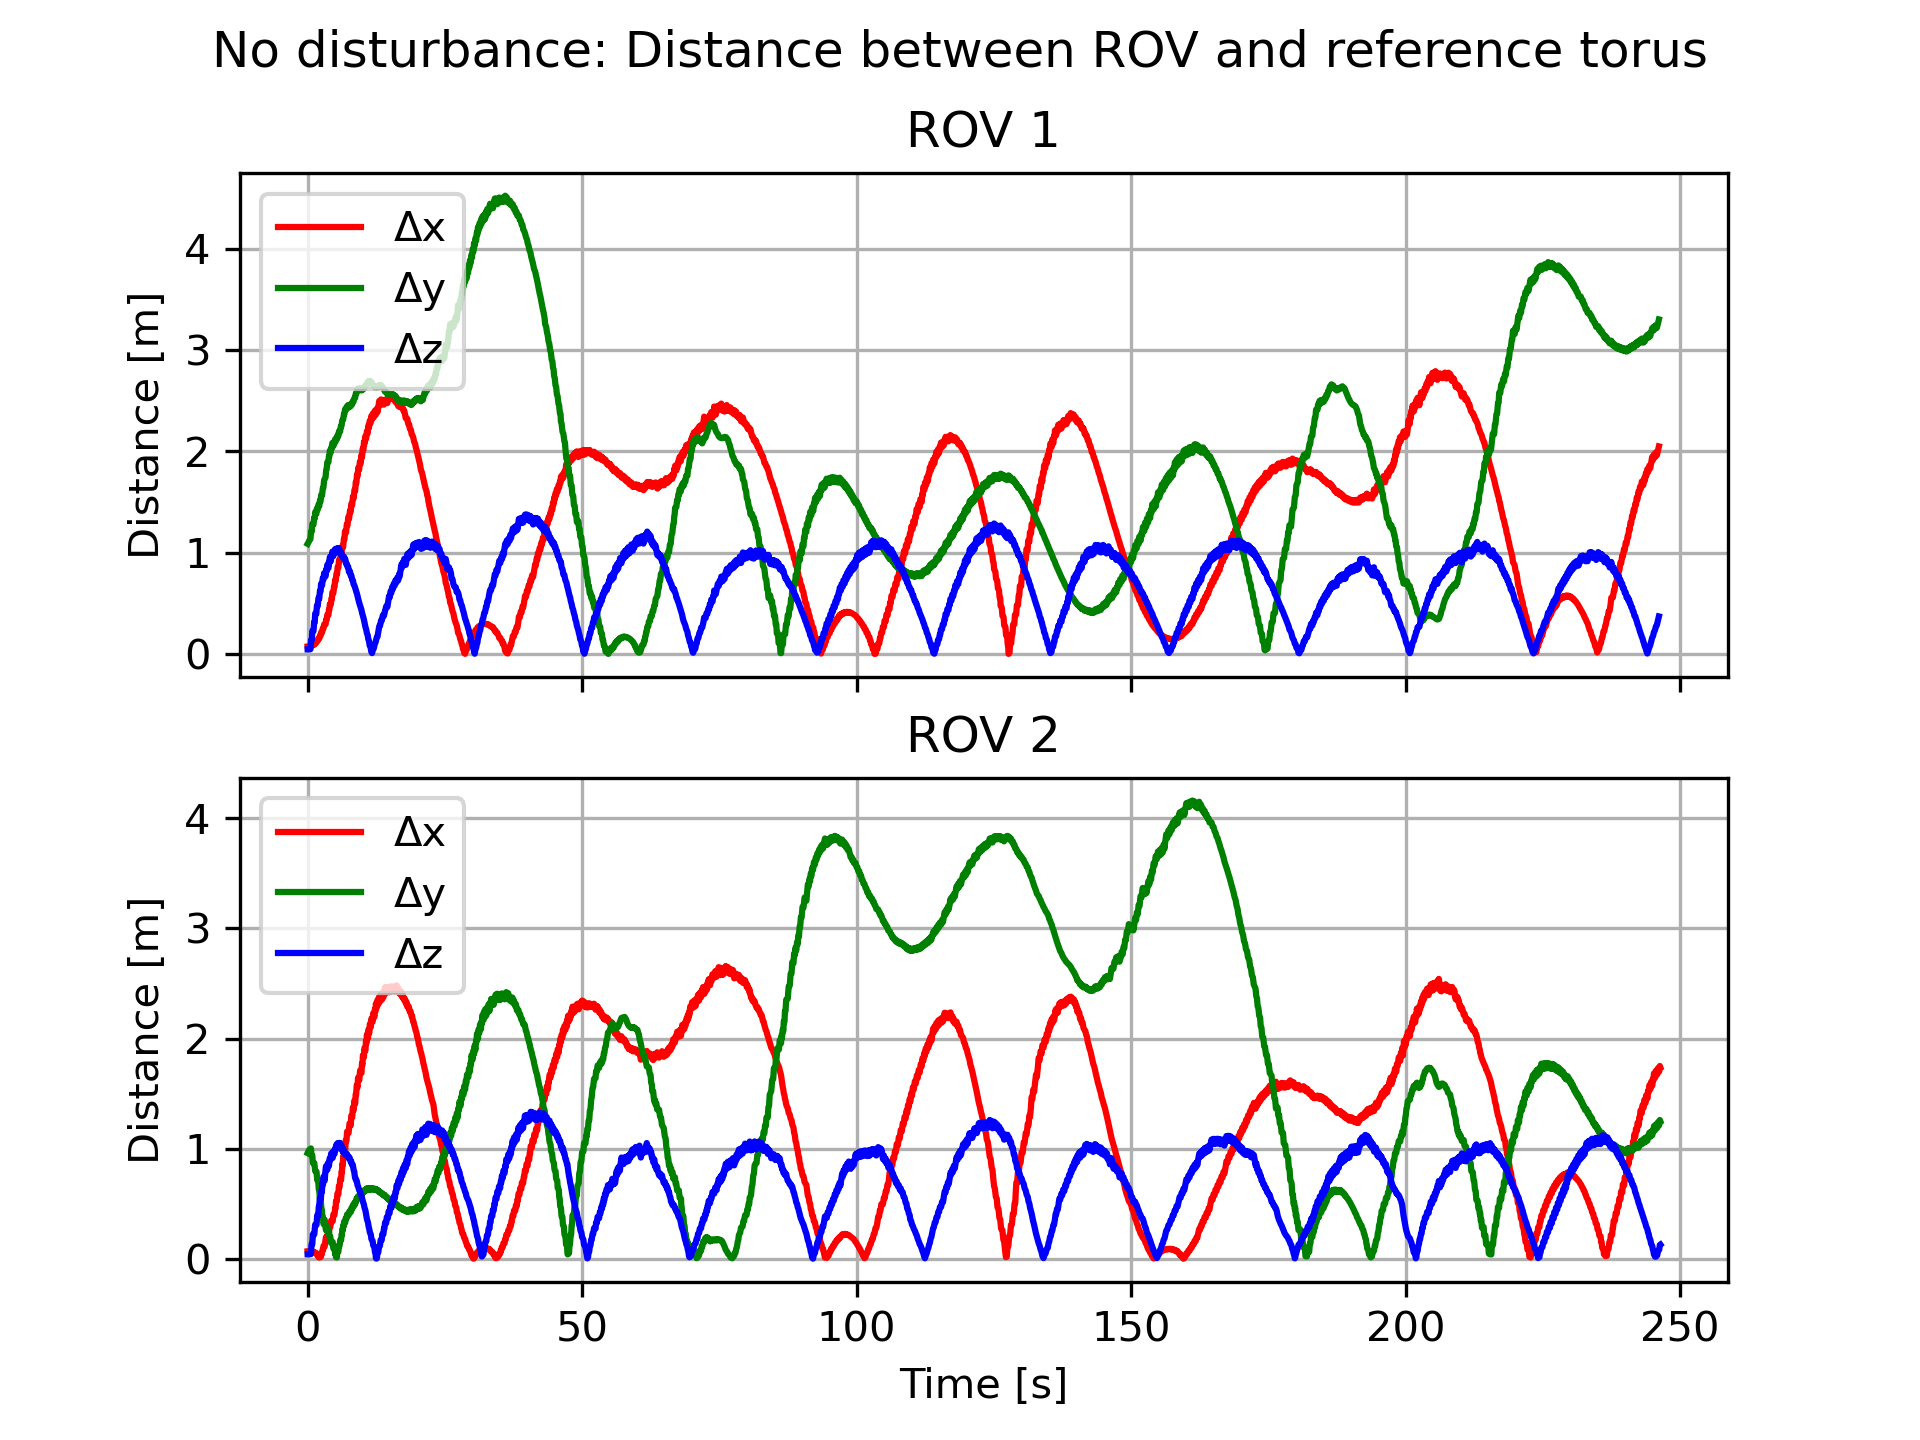 No disturbance: Distance between ROV and reference torus
ROV 1
Distance [m]
4
3
2
1
0
Δx
Δy
Δz
ROV 2
Distance [m]
4
3
2
1
0
Δx
Δy
Δz
0 50 100 150 200 250
Time [s]